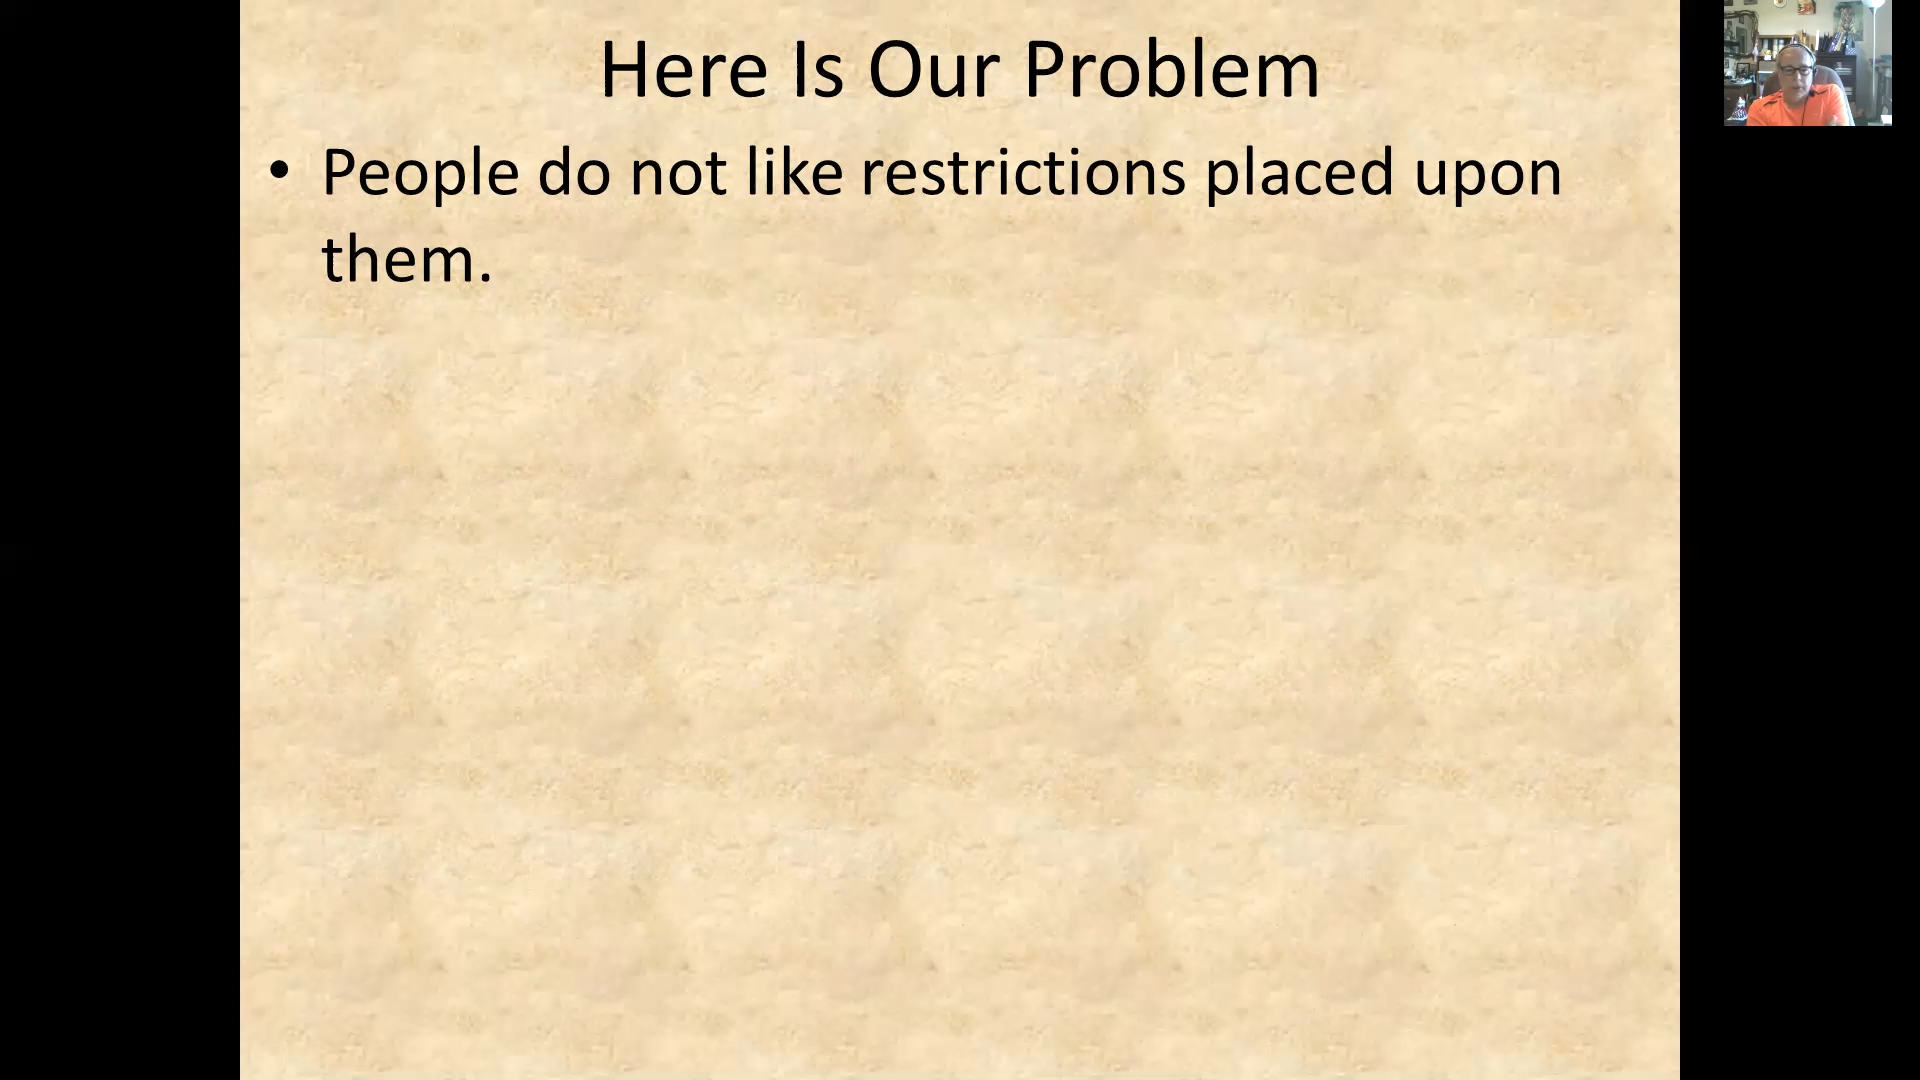 Here Is Our Problem
• People do not like restrictions placed upon
them.